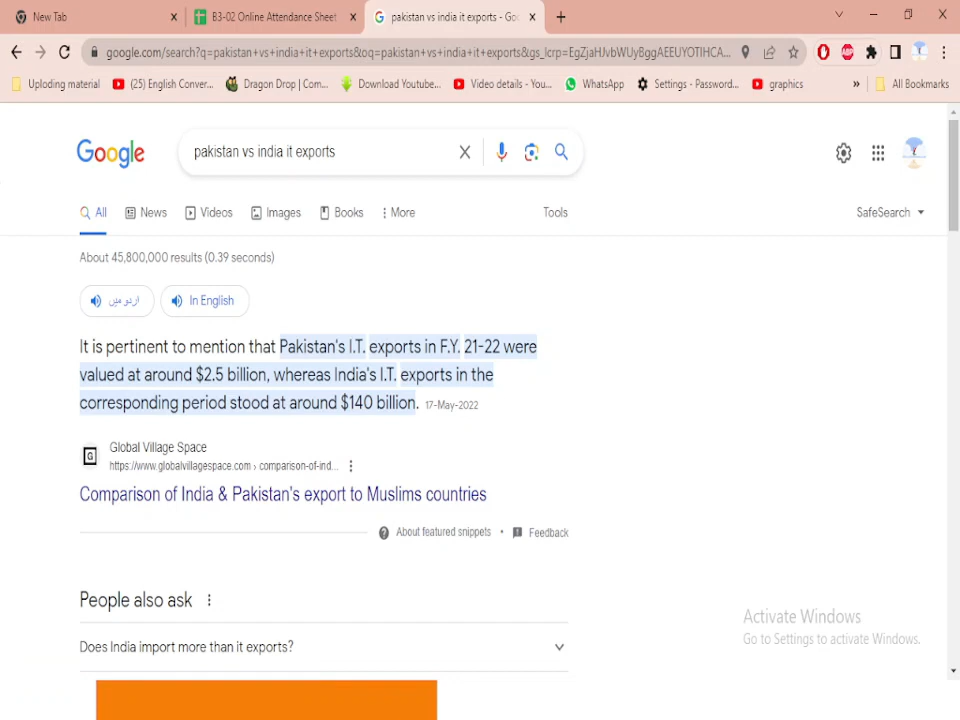 New Tab
B3-02 Online Attendance Sheet
pakistan vs india it exports - Go
google.com/search?q=pakistan+vs+india+it+exports&oq=pakistan+vs+india+it+exports&gs_lcrp=EgZjaHJvbWUyBggAEEUYOTIHCA...
Uploding material
(25) English Conver...
Dragon Drop | Com...
Download Youtube...
Video details - You...
WhatsApp
Settings - Password...
graphics
»
All Bookmarks
Google
pakistan vs india it exports
All
News
Videos
Images
Books
More
Tools
SafeSearch
About 45,800,000 results (0.39 seconds)
اردو میں
In English
It is pertinent to mention that Pakistan's I.T. exports in F.Y. 21-22 were
valued at around $2.5 billion, whereas India's I.T. exports in the
corresponding period stood at around $140 billion. 17-May-2022
G
Global Village Space
https://www.globalvillagespace.com › comparison-of-ind...
Comparison of India & Pakistan's export to Muslims countries
About featured snippets • Feedback
People also ask
Does India import more than it exports?
Activate Windows
Go to Settings to activate Windows.